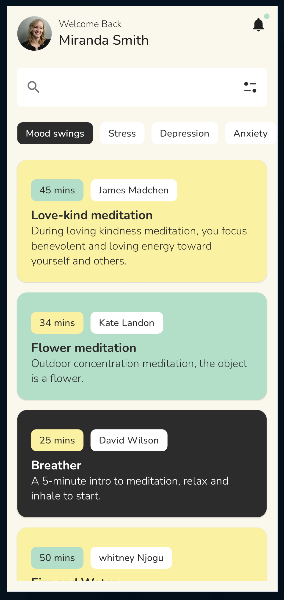 Welcome Back
Miranda Smith
Mood swings Stress Depression Anxiety
45 mins James Madchen
Love-kind meditation
During loving kindness meditation, you focus
benevolent and loving energy toward
yourself and others.
34 mins Kate Landon
Flower meditation
Outdoor concentration meditation, the object
is a flower.
25 mins David Wilson
Breather
A 5-minute intro to meditation, relax and
inhale to start.
50 mins whitney Njogu